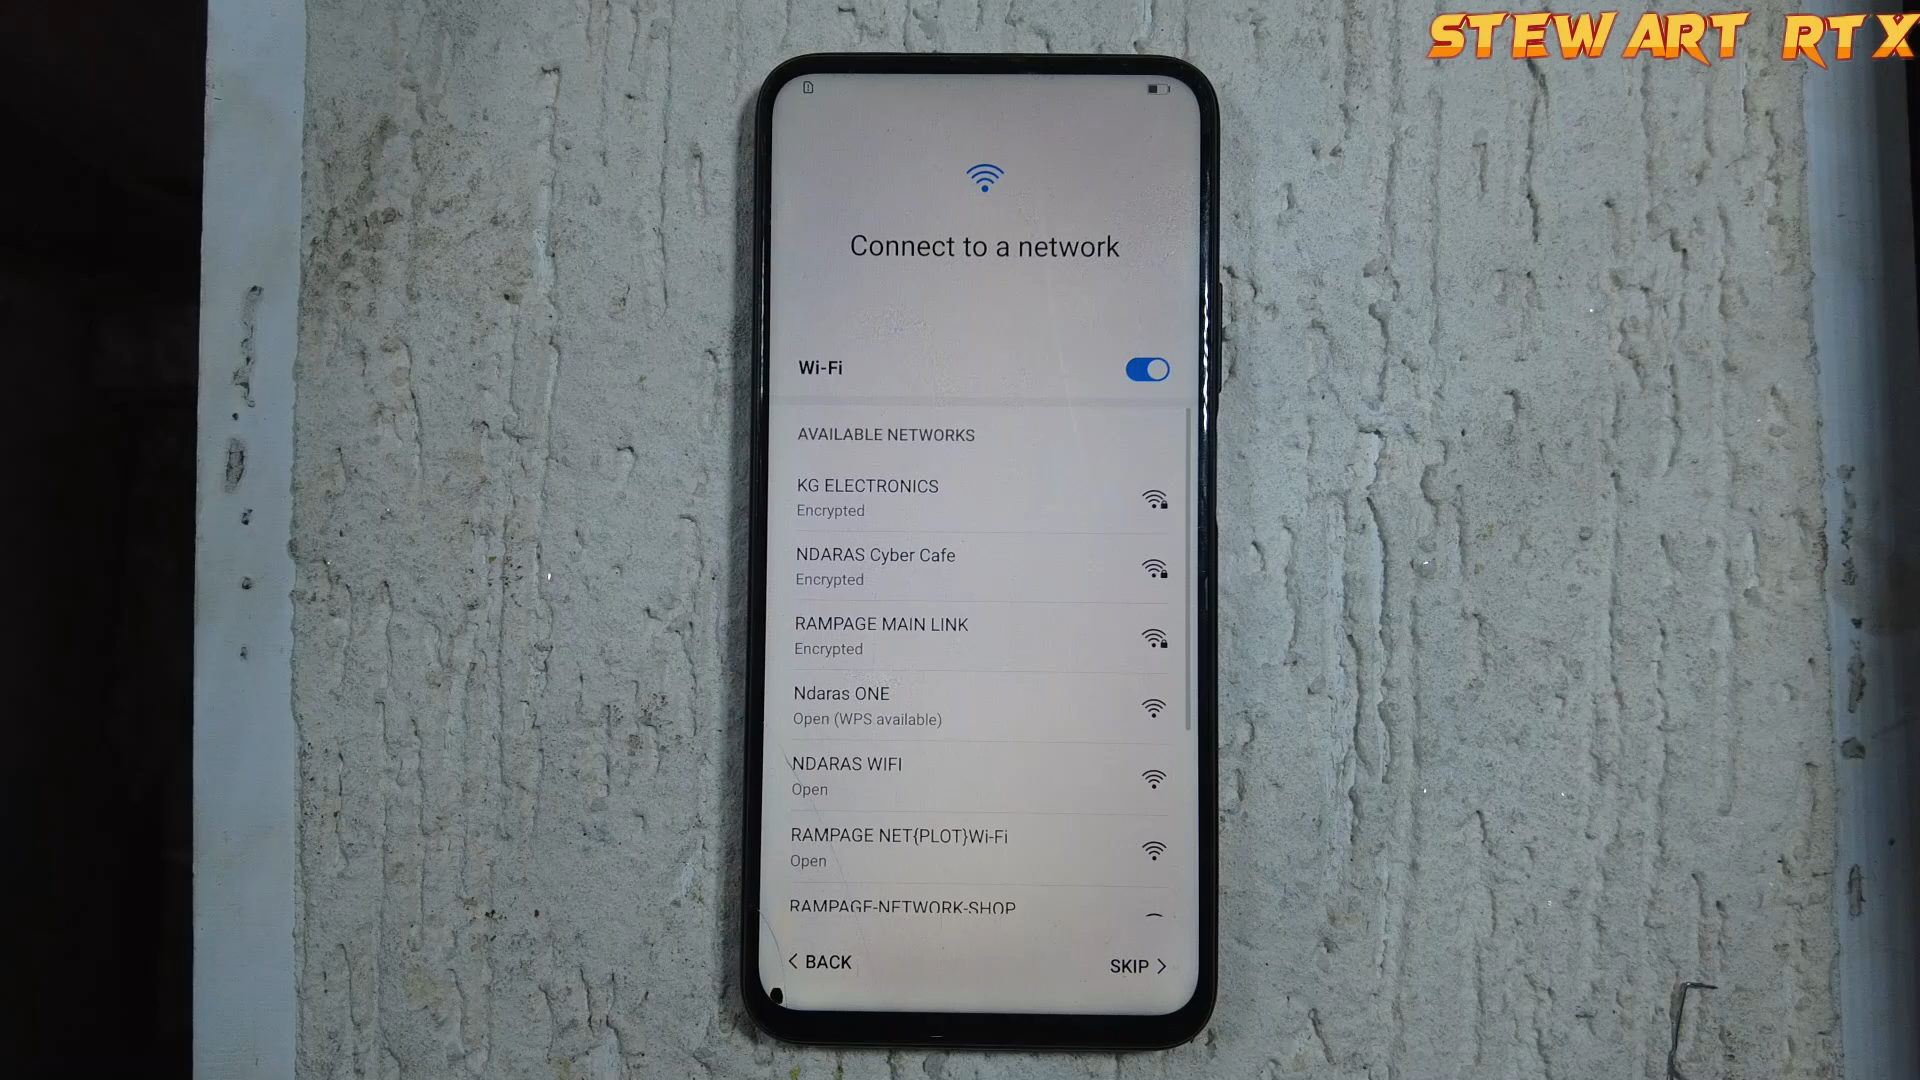 STEWART RTX
Connect to a network
Wi-Fi
AVAILABLE NETWORKS
KG ELECTRONICS
Encrypted
NDARAS Cyber Cafe
Encrypted
RAMPAGE MAIN LINK
Encrypted
Ndaras ONE
Open (WPS available)
NDARAS WIFI
Open
RAMPAGE NET{PLOT}Wi-Fi
Open
RAMPAGE-NETWORK-SHOP
< BACK
SKIP >